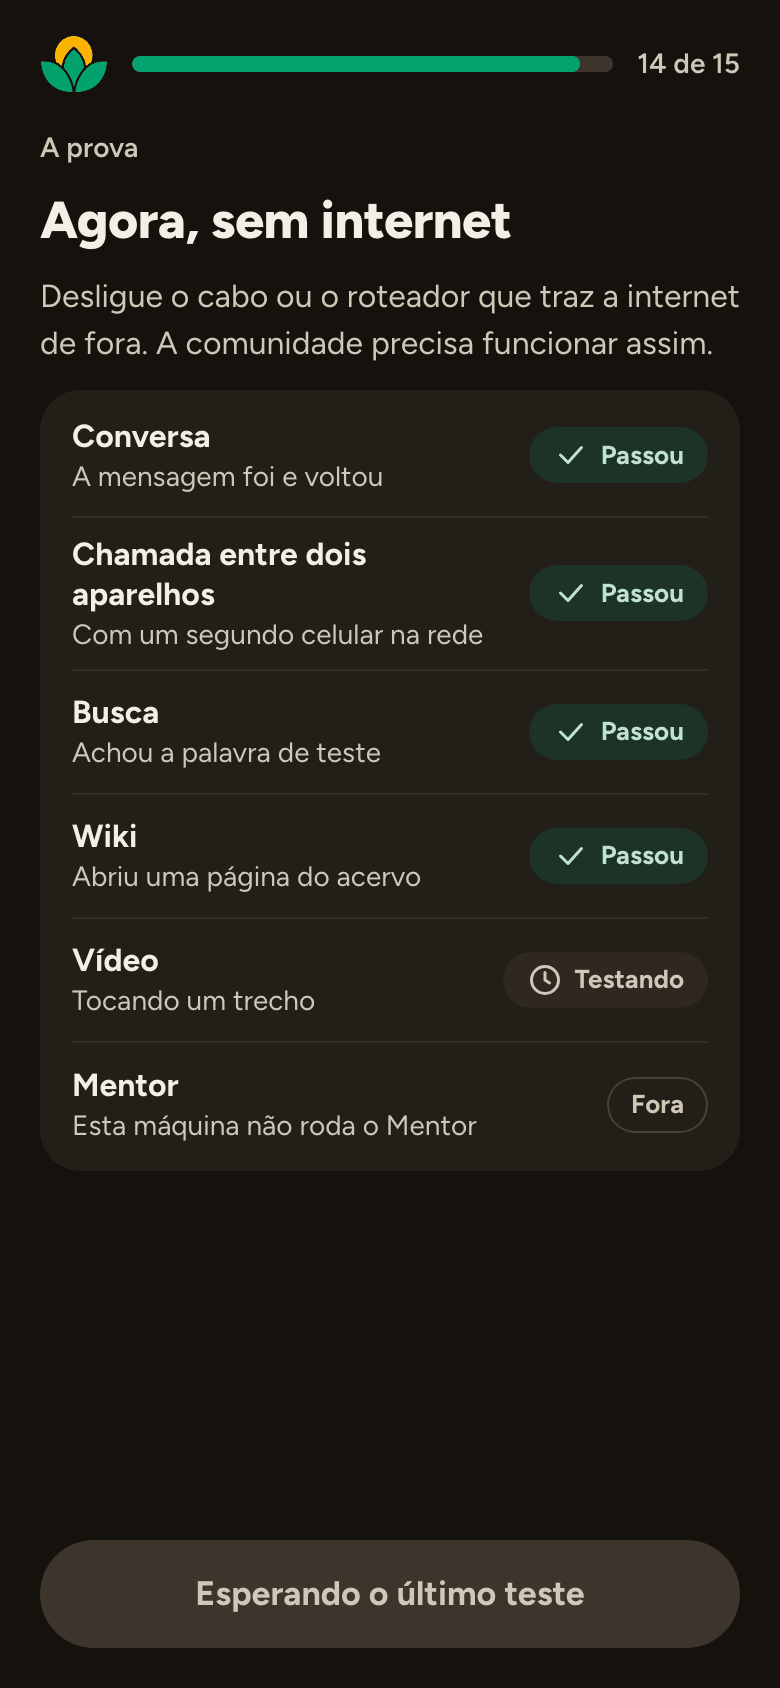 14 de 15
A prova
Agora, sem internet
Desligue o cabo ou o roteador que traz a internet
de fora. A comunidade precisa funcionar assim.
Conversa
A mensagem foi e voltou
Passou
Chamada entre dois
aparelhos
Com um segundo celular na rede
Passou
Busca
Achou a palavra de teste
Passou
Wiki
Abriu uma página do acervo
Passou
Vídeo
Tocando um trecho
Testando
Mentor
Esta máquina não roda o Mentor
Fora
Esperando o último teste